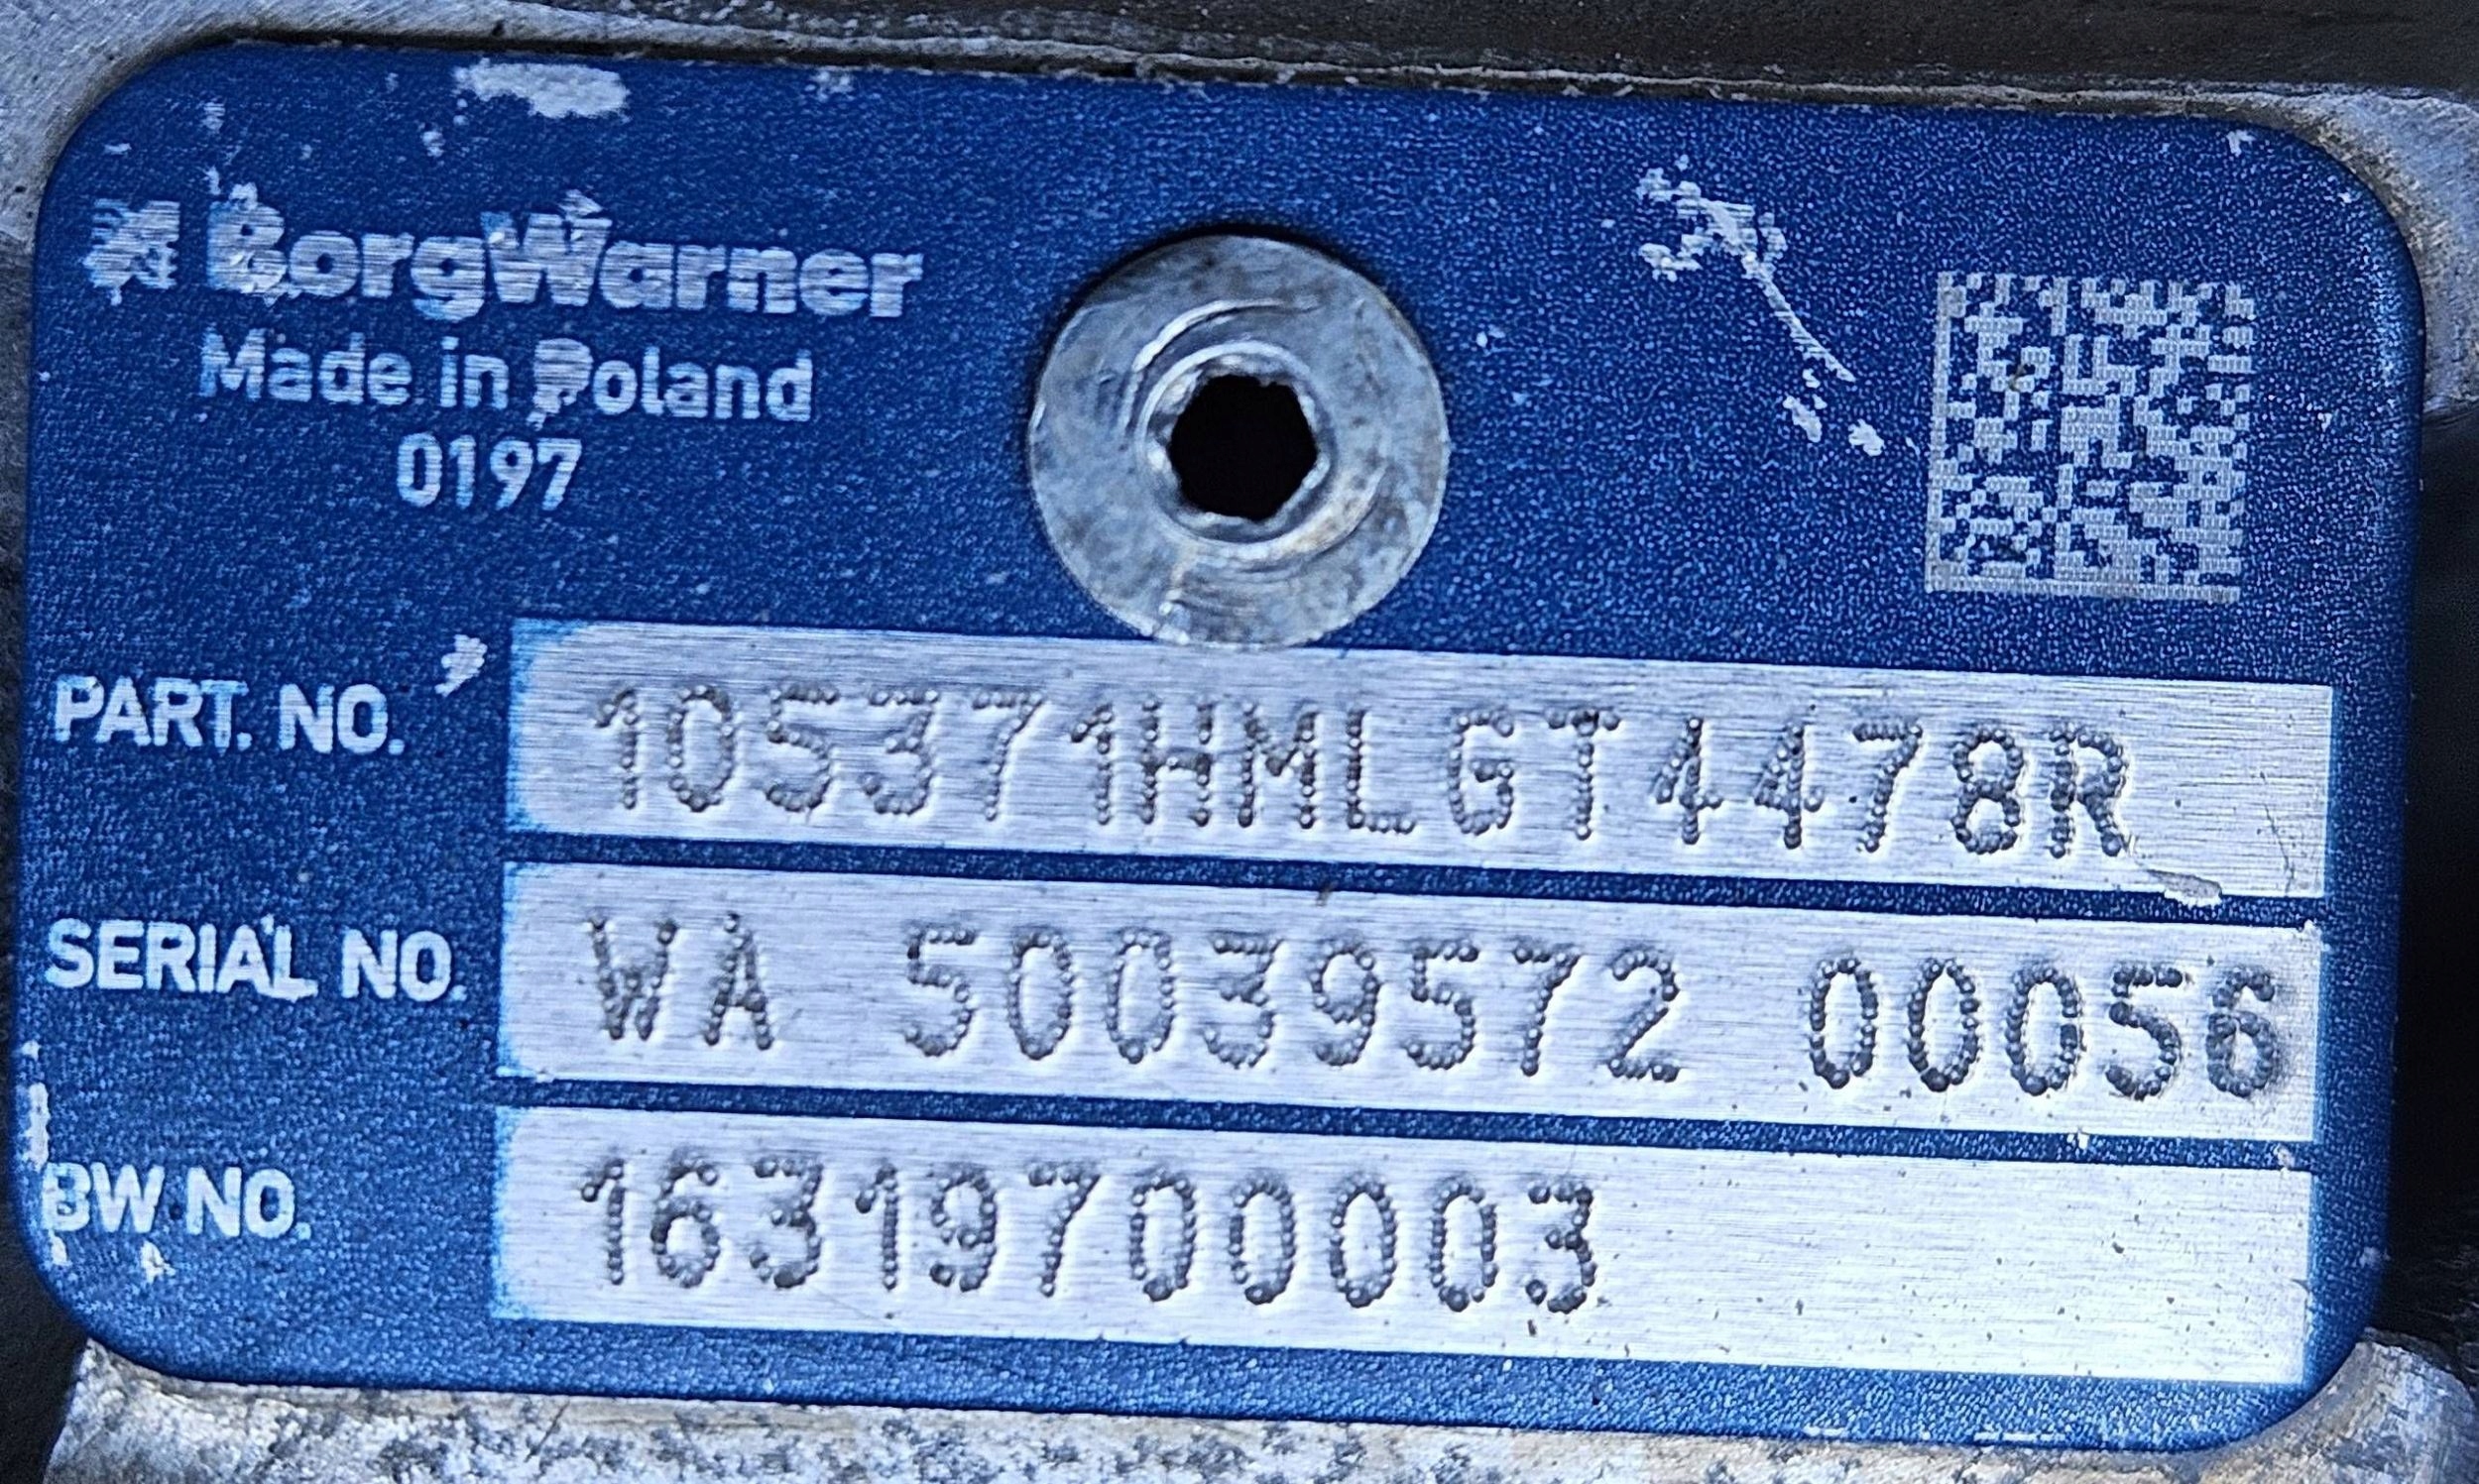 BorgWarner
Made in Poland
0197
PART. NO. 105371HMLGT4478R
SERIAL NO. WA 50039572 00056
BW NO. 16319700003